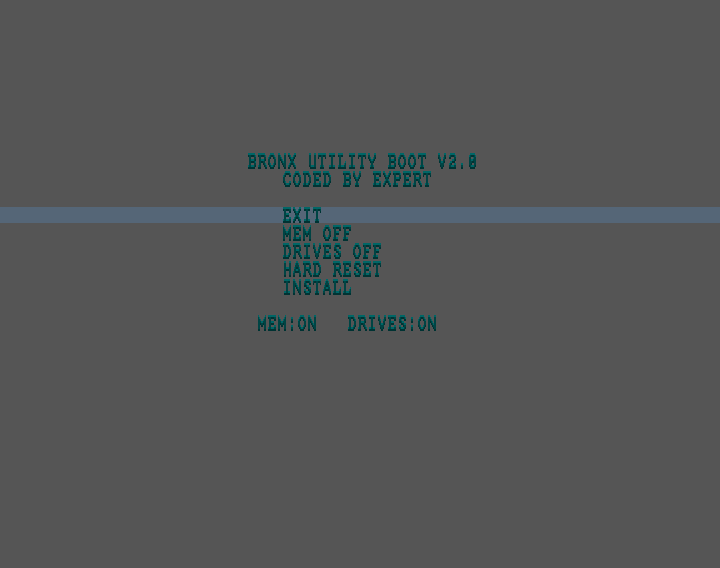 BRONX UTILITY BOOT V2.0
CODED BY EXPERT
EXIT
MEM OFF
DRIVES OFF
HARD RESET
INSTALL
MEM:ON DRIVES:ON